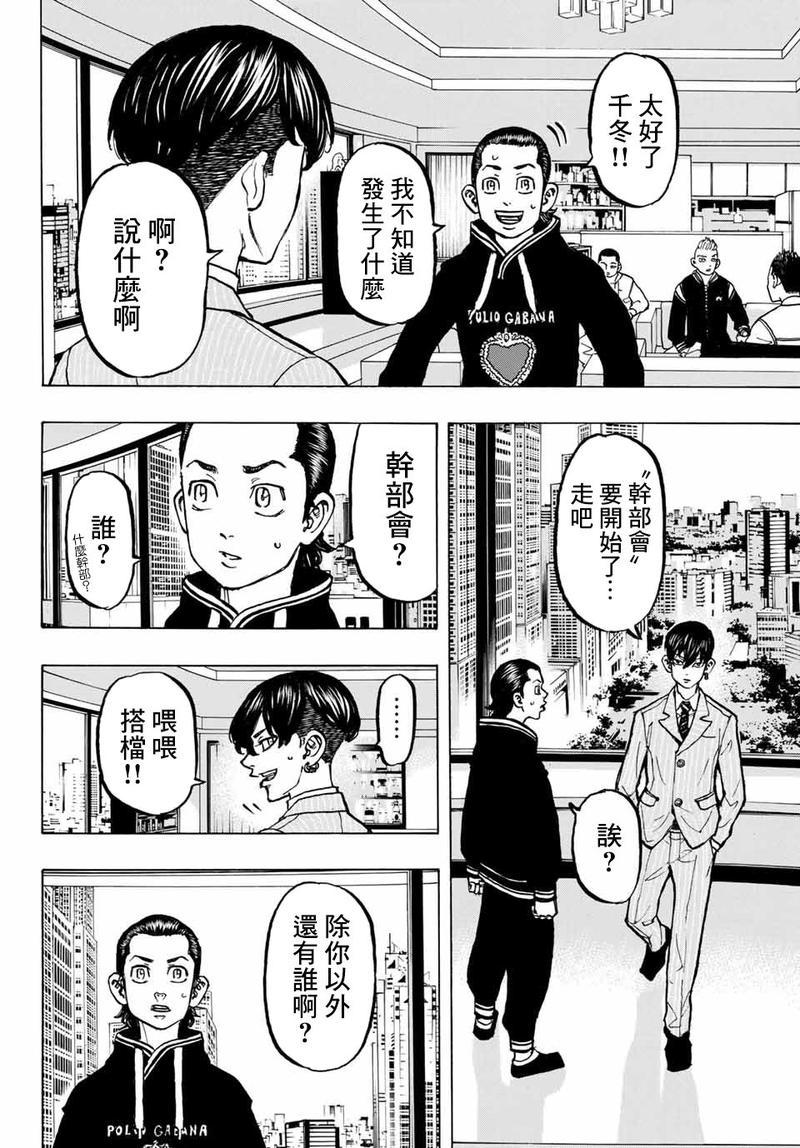 太好了
千冬!!
我不知道
發生了什麼
啊?
說什麼啊
POLIO GABANA
〝幹部會〞
要開始了…
走吧
誒?
幹部會?
誰?
什麼幹部?
……
喂喂
搭檔!!
除你以外
還有誰啊?
POLIO GABANA